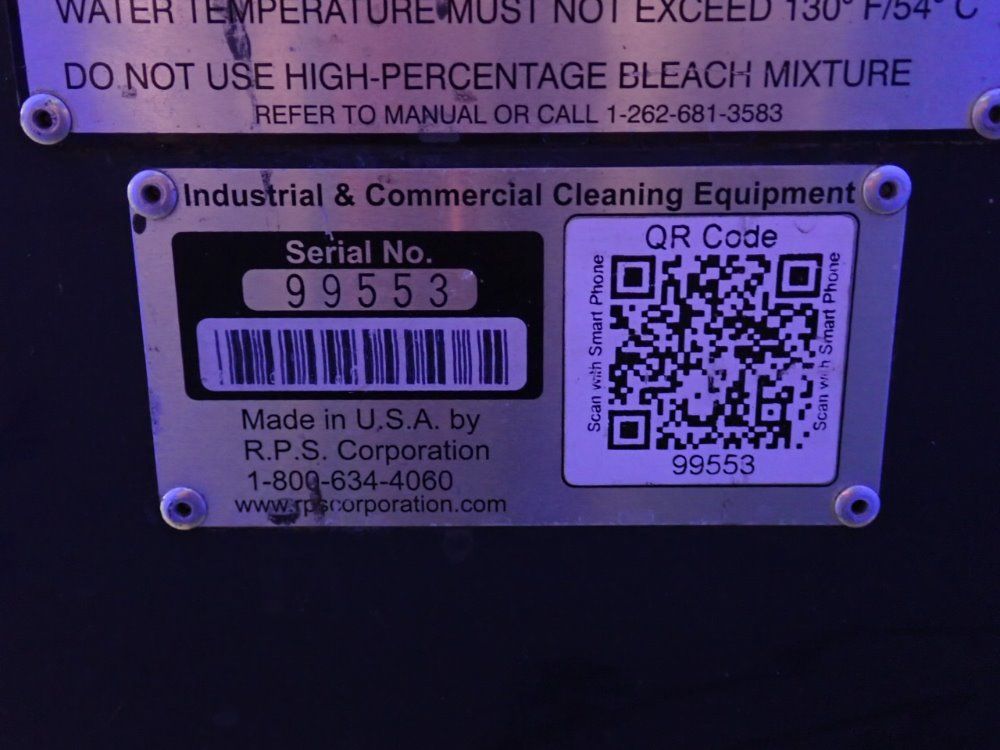 WATER TEMPERATURE MUST NOT EXCEED 130° F/54° C
DO NOT USE HIGH-PERCENTAGE BLEACH MIXTURE
REFER TO MANUAL OR CALL 1-262-681-3583
Industrial & Commercial Cleaning Equipment
Serial No.
99553
Made in U.S.A. by
R.P.S. Corporation
1-800-634-4060
www.rpscorporation.com
QR Code
Scan with Smart Phone
Scan with Smart Phone
99553